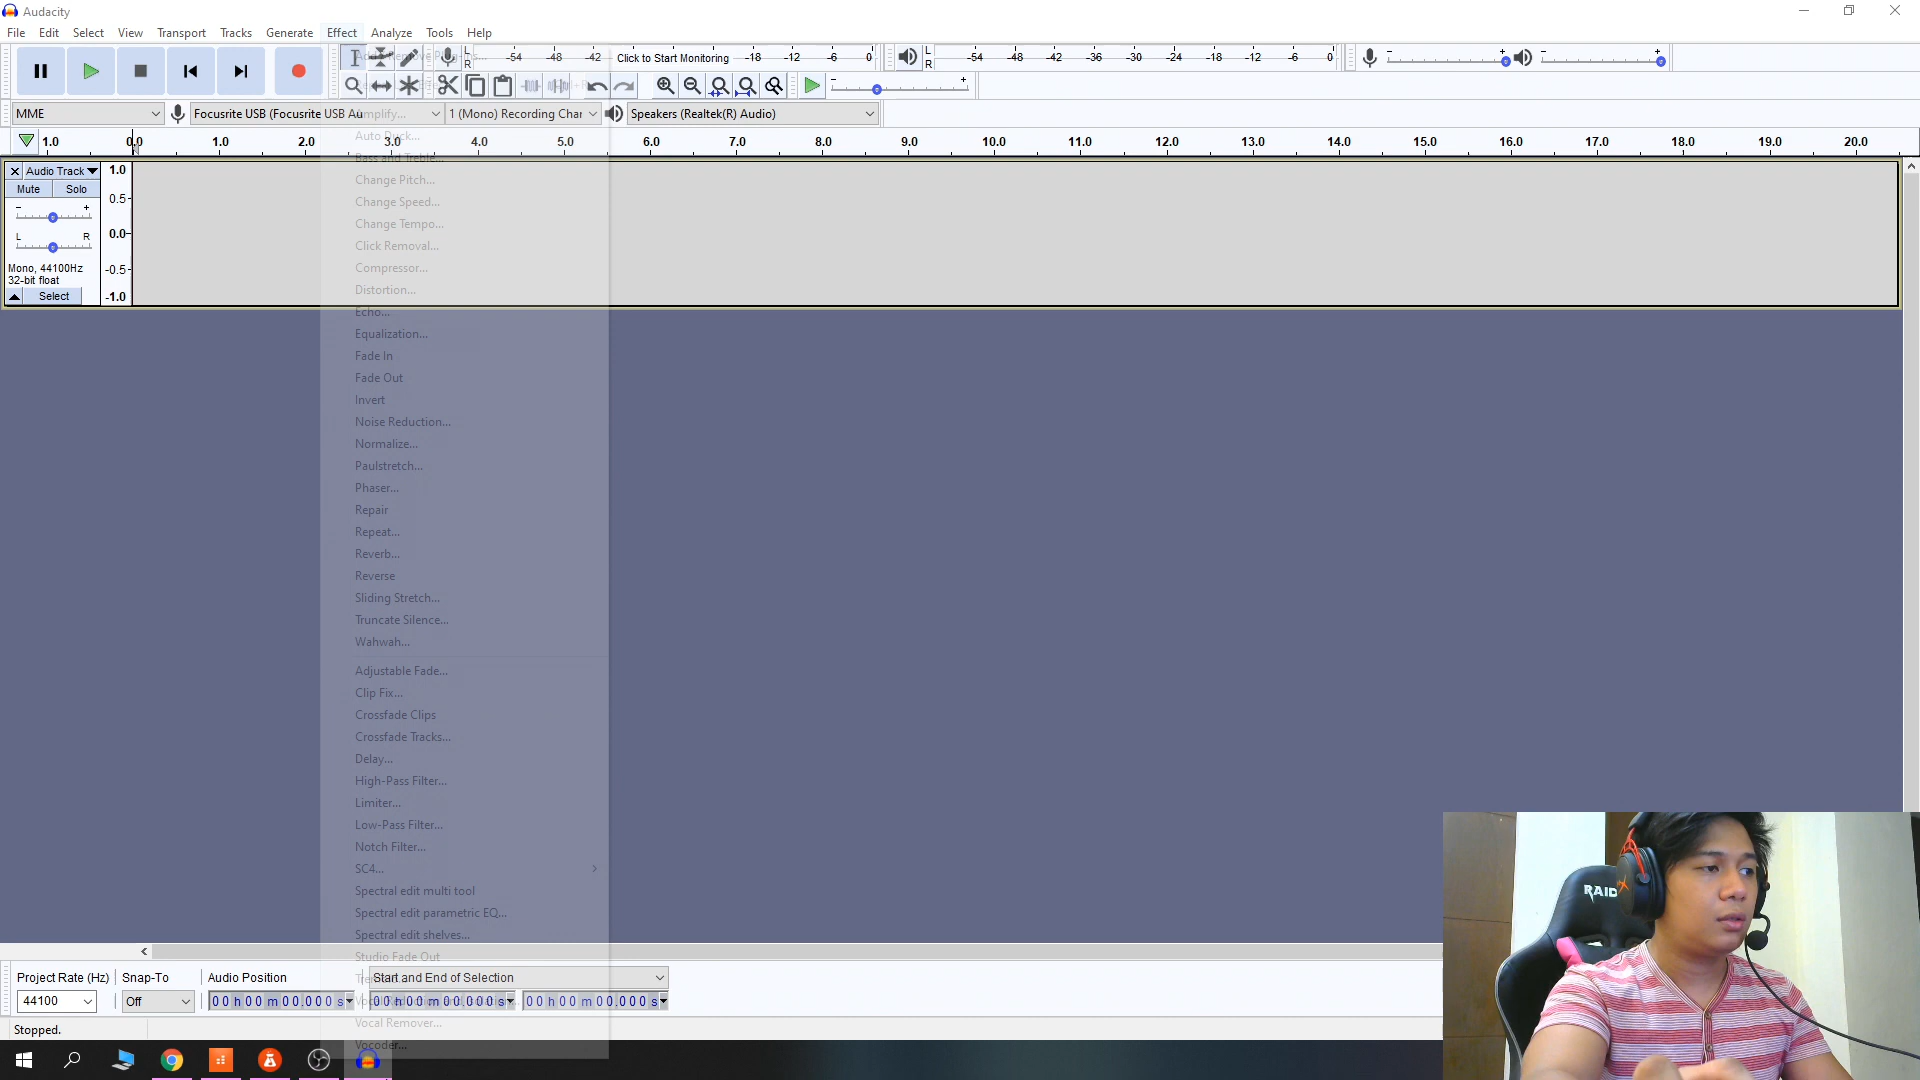 Audacity
File Edit Select View Transport Tracks Generate Effect Analyze Tools Help
L
R
-54 -48 -42 Click to Start Monitoring -18 -12 -6 0
L
R
-54 -48 -42 -36 -30 -24 -18 -12 -6 0
- +
- +
- +
MME
Focusrite USB (Focusrite USB Au
1 (Mono) Recording Char
Speakers (Realtek(R) Audio)
1.0 0.0 1.0 2.0 3.0 4.0 5.0 6.0 7.0 8.0 9.0 10.0 11.0 12.0 13.0 14.0 15.0 16.0 17.0 18.0 19.0 20.0
Audio Track
Mute Solo
- +
L R
Mono, 44100Hz
32-bit float
Select
1.0
0.5
0.0
-0.5
-1.0
Amplify...
Auto Duck...
Bass and Treble...
Change Pitch...
Change Speed...
Change Tempo...
Click Removal...
Compressor...
Distortion...
Echo...
Equalization...
Fade In
Fade Out
Invert
Noise Reduction...
Normalize...
Paulstretch...
Phaser...
Repair
Repeat...
Reverb...
Reverse
Sliding Stretch...
Truncate Silence...
Wahwah...
Adjustable Fade...
Clip Fix...
Crossfade Clips
Crossfade Tracks...
Delay...
High-Pass Filter...
Limiter...
Low-Pass Filter...
Notch Filter...
SC4...
Spectral edit multi tool
Spectral edit parametric EQ...
Spectral edit shelves...
Studio Fade Out
Vocal Remover...
Vocoder...
Project Rate (Hz)
Snap-To
Audio Position
Start and End of Selection
44100
Off
00 h 00 m 00.000 s
00 h 00 m 00.000 s
00 h 00 m 00.000 s
Stopped.
RAID